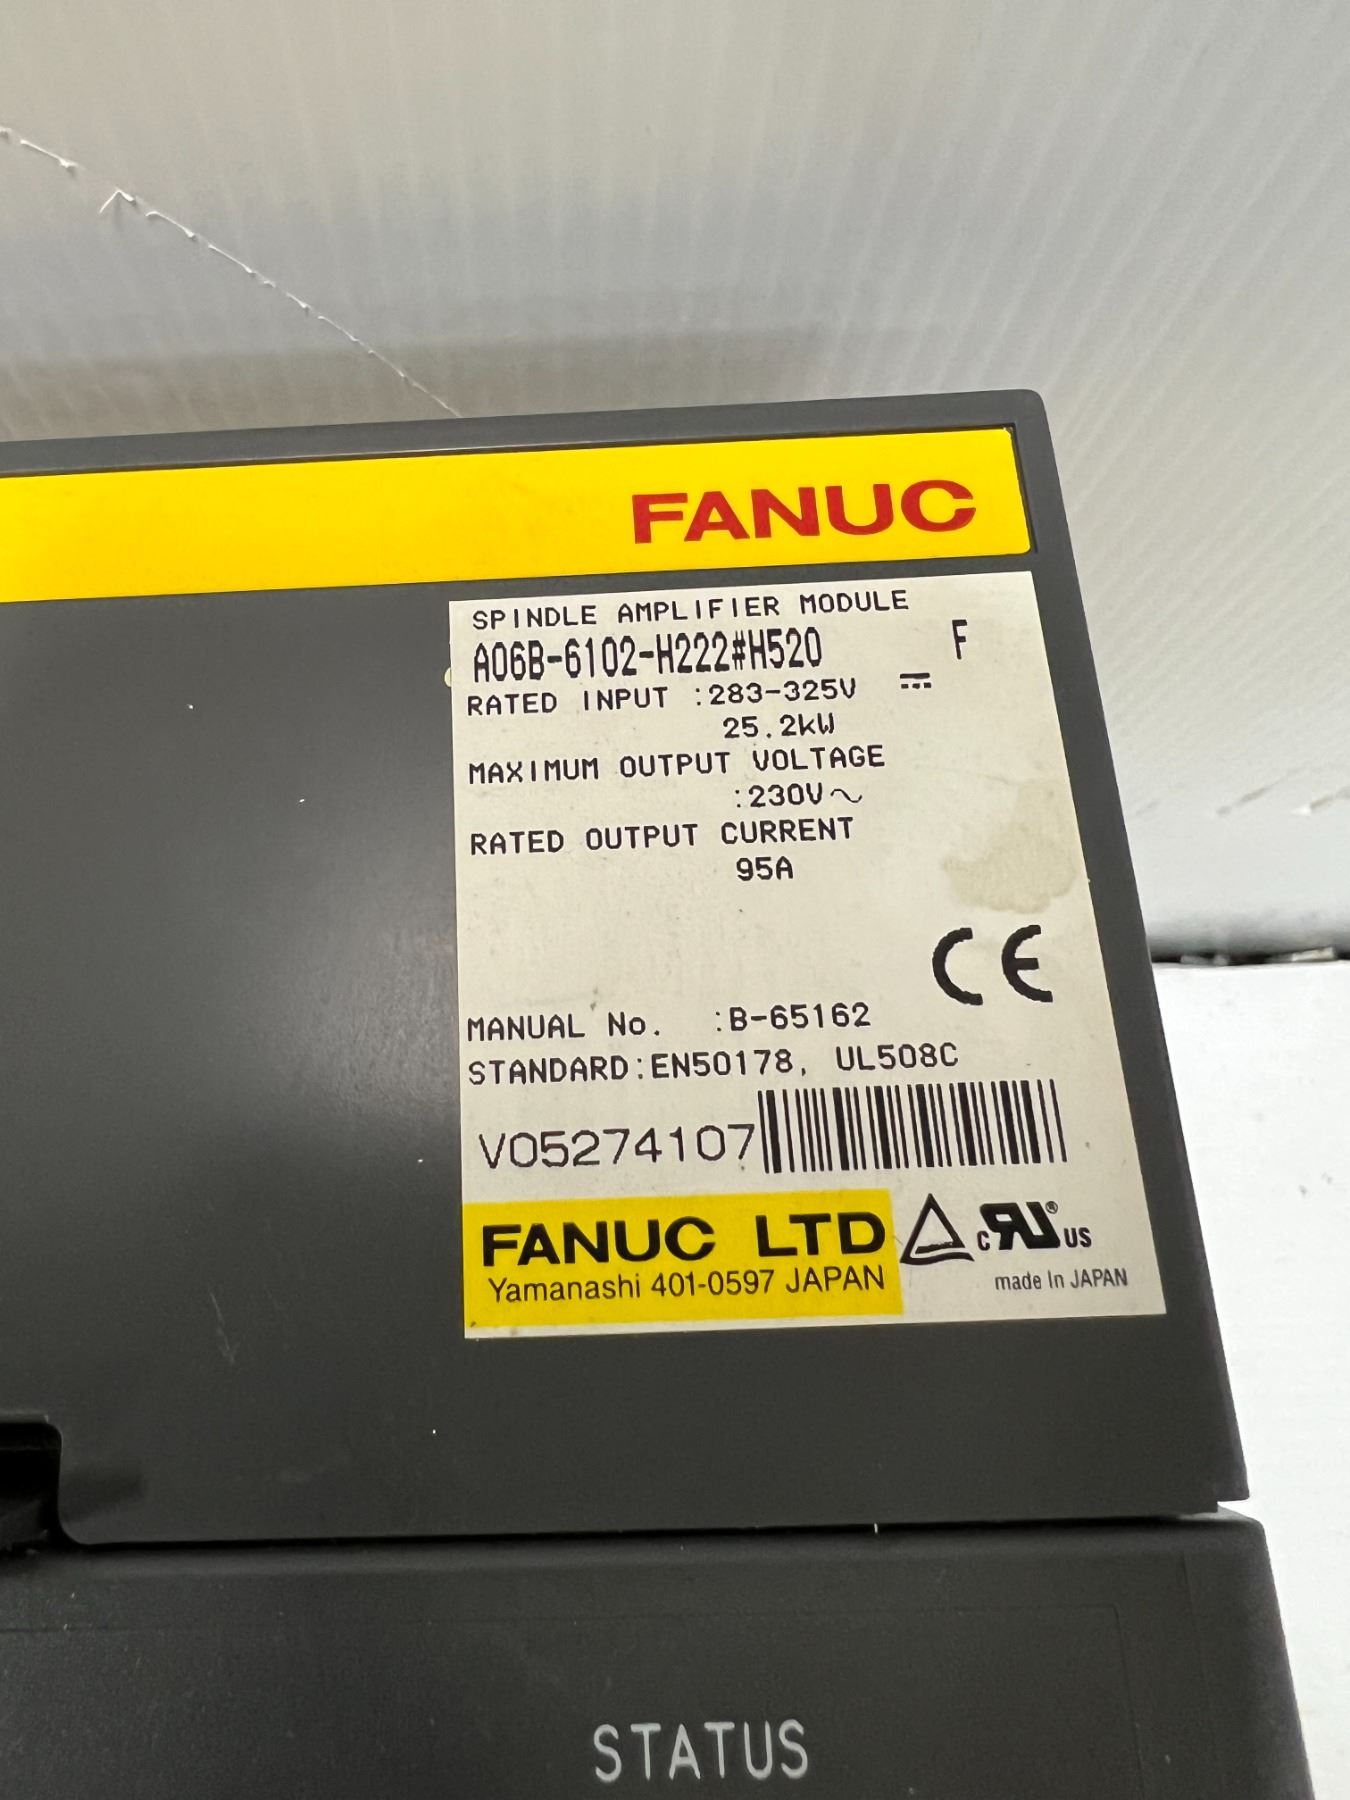 FANUC
SPINDLE AMPLIFIER MODULE
A06B-6102-H222#H520 F
RATED INPUT :283-325V ⎓
25.2kW
MAXIMUM OUTPUT VOLTAGE
:230V～
RATED OUTPUT CURRENT
95A
CE
MANUAL No. :B-65162
STANDARD:EN50178, UL508C
V05274107
FANUC LTD
Yamanashi 401-0597 JAPAN
c RU® US
made In JAPAN
STATUS